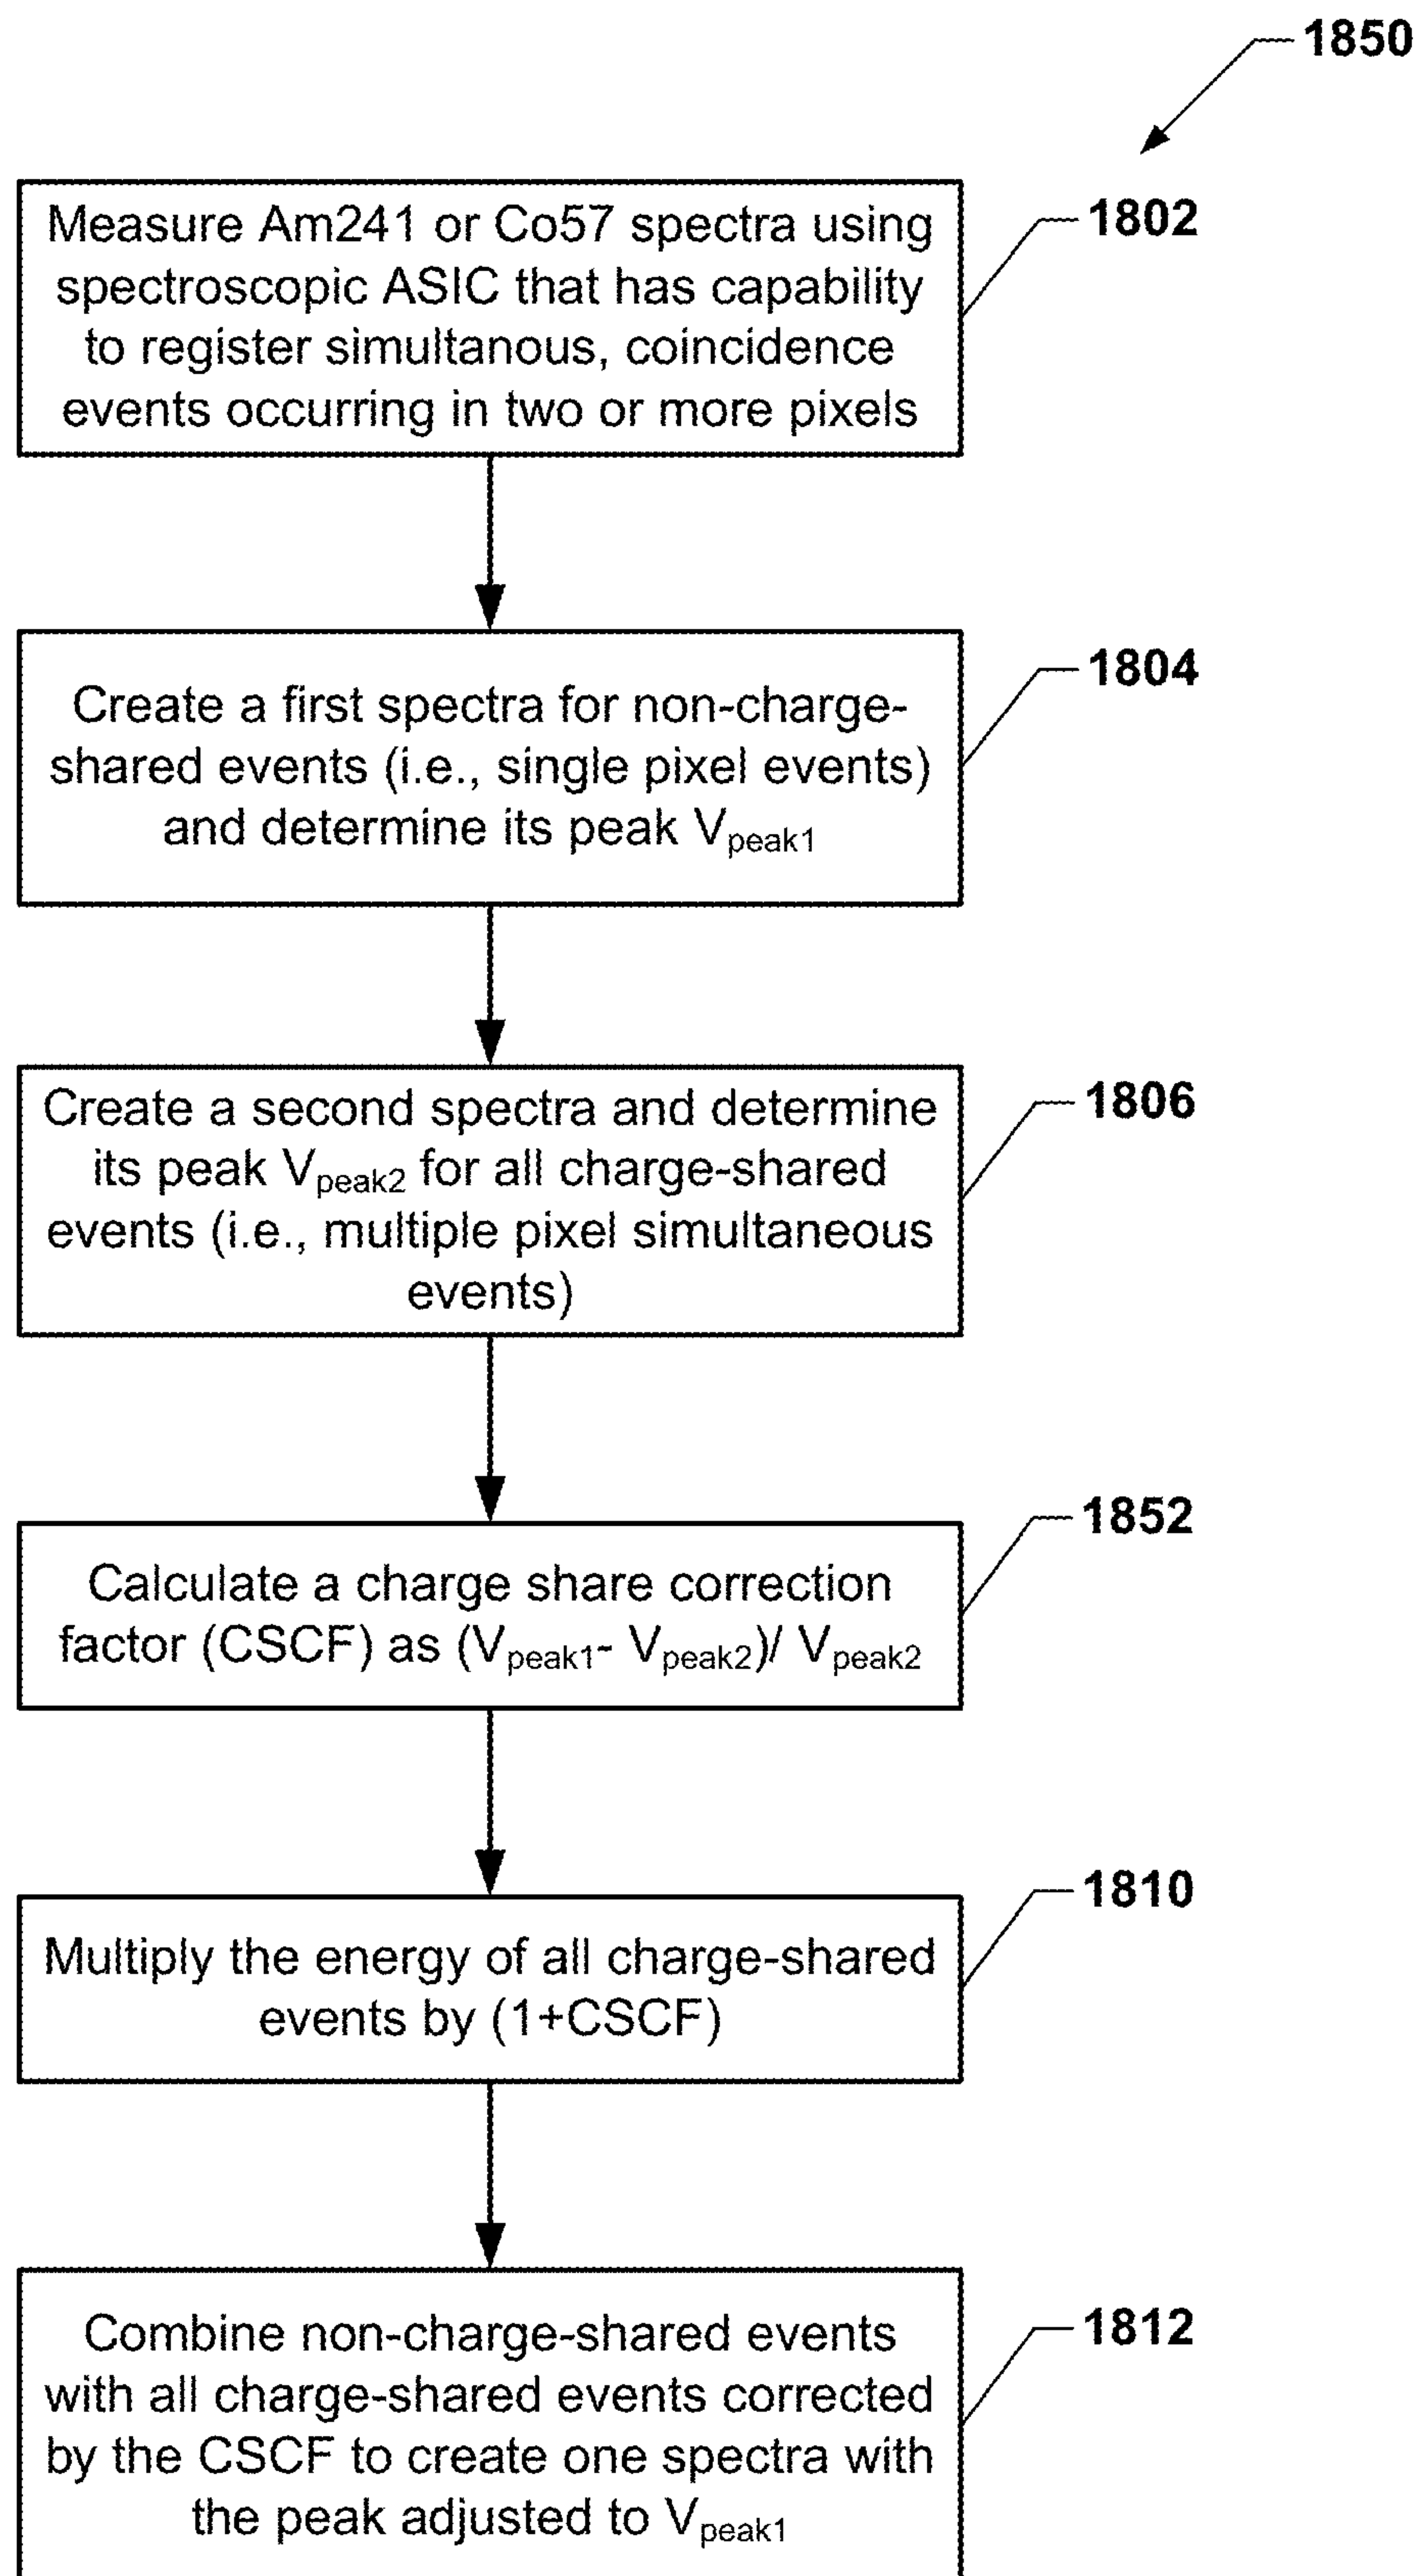 1850
Measure Am241 or Co57 spectra using
spectroscopic ASIC that has capability
to register simultanous, coincidence
events occurring in two or more pixels
1802
Create a first spectra for non-charge-
shared events (i.e., single pixel events)
and determine its peak Vpeak1
1804
Create a second spectra and determine
its peak Vpeak2 for all charge-shared
events (i.e., multiple pixel simultaneous
events)
1806
Calculate a charge share correction
factor (CSCF) as (Vpeak1- Vpeak2)/ Vpeak2
1852
Multiply the energy of all charge-shared
events by (1+CSCF)
1810
Combine non-charge-shared events
with all charge-shared events corrected
by the CSCF to create one spectra with
the peak adjusted to Vpeak1
1812